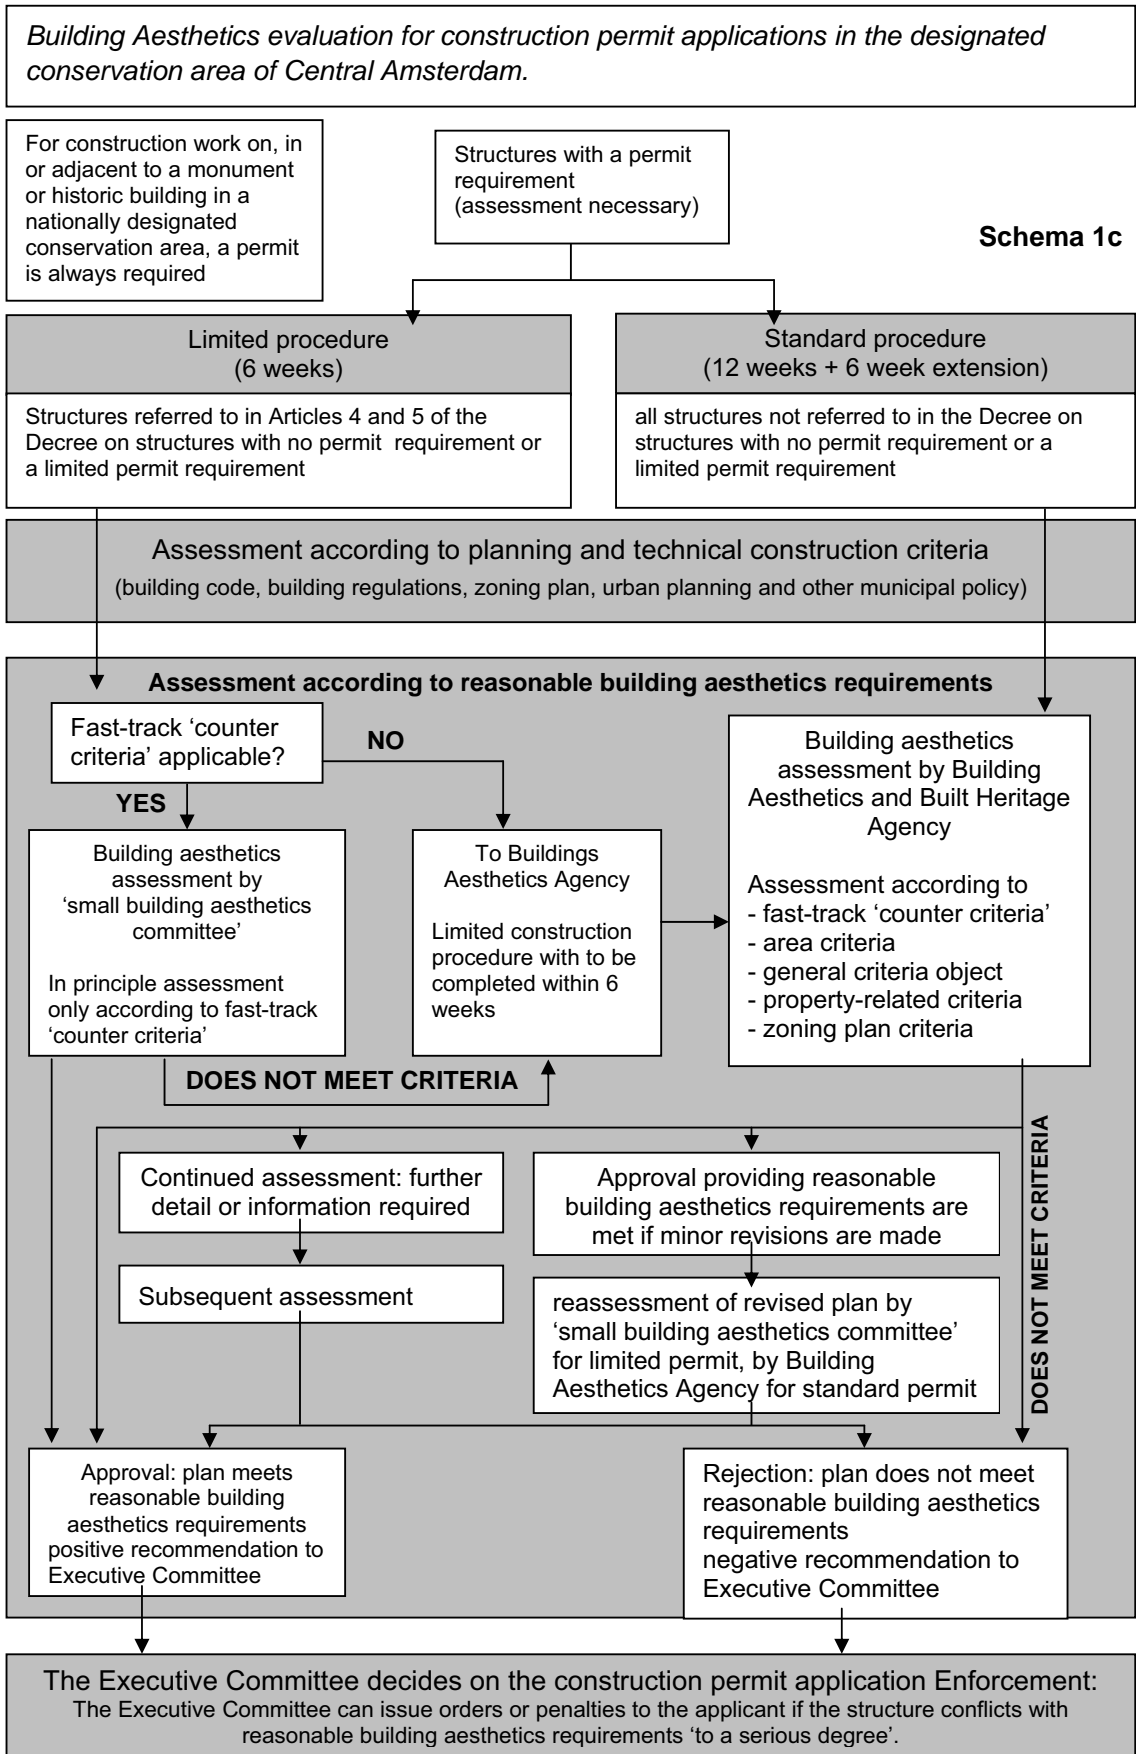 Building Aesthetics evaluation for construction permit applications in the designated
conservation area of Central Amsterdam.
For construction work on, in
or adjacent to a monument
or historic building in a
nationally designated
conservation area, a permit
is always required
Structures with a permit
requirement
(assessment necessary)
Schema 1c
Limited procedure
(6 weeks)
Structures referred to in Articles 4 and 5 of the
Decree on structures with no permit requirement or
a limited permit requirement
Standard procedure
(12 weeks + 6 week extension)
all structures not referred to in the Decree on
structures with no permit requirement or a
limited permit requirement
Assessment according to planning and technical construction criteria
(building code, building regulations, zoning plan, urban planning and other municipal policy)
Assessment according to reasonable building aesthetics requirements
Fast-track ‘counter
criteria’ applicable?
NO
YES
Building aesthetics
assessment by
‘small building aesthetics
committee’
In principle assessment
only according to fast-track
‘counter criteria’
To Buildings
Aesthetics Agency
Limited construction
procedure with to be
completed within 6
weeks
Building aesthetics
assessment by Building
Aesthetics and Built Heritage
Agency
Assessment according to
- fast-track ‘counter criteria’
- area criteria
- general criteria object
- property-related criteria
- zoning plan criteria
DOES NOT MEET CRITERIA
DOES NOT MEET CRITERIA
Continued assessment: further
detail or information required
Subsequent assessment
Approval providing reasonable
building aesthetics requirements are
met if minor revisions are made
reassessment of revised plan by
‘small building aesthetics committee’
for limited permit, by Building
Aesthetics Agency for standard permit
Approval: plan meets
reasonable building
aesthetics requirements
positive recommendation to
Executive Committee
Rejection: plan does not meet
reasonable building aesthetics
requirements
negative recommendation to
Executive Committee
The Executive Committee decides on the construction permit application Enforcement:
The Executive Committee can issue orders or penalties to the applicant if the structure conflicts with
reasonable building aesthetics requirements ‘to a serious degree’.